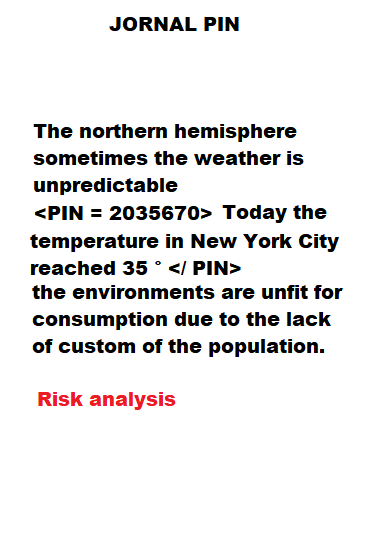 JORNAL PIN
The northern hemisphere
sometimes the weather is
unpredictable
<PIN = 2035670> Today the
temperature in New York City
reached 35 ° </ PIN>
the environments are unfit for
consumption due to the lack
of custom of the population.
Risk analysis